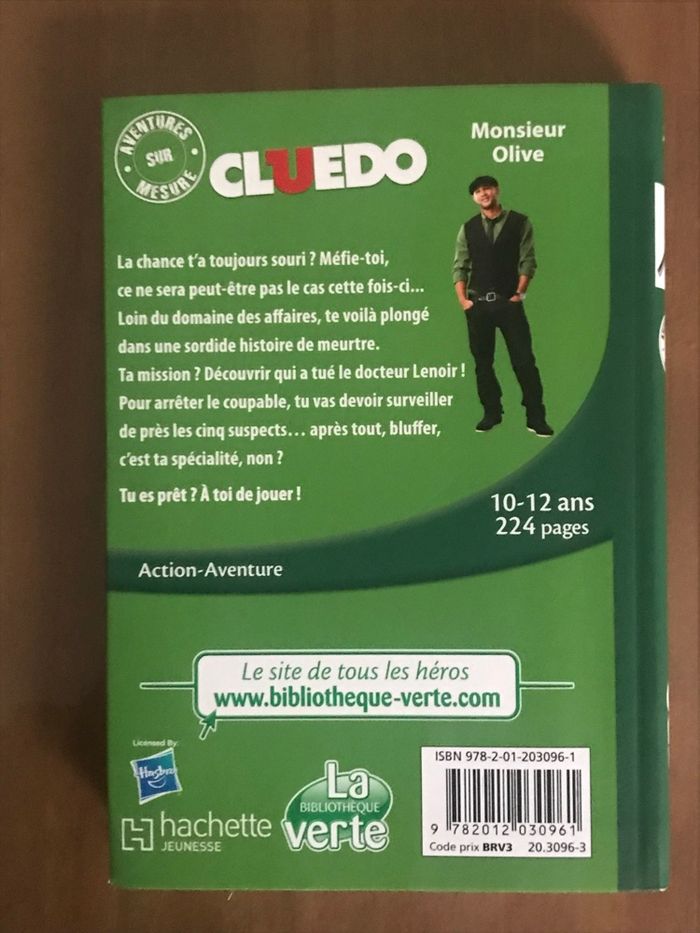 AVENTURES
SUR
MESURE
CLUEDO
Monsieur
Olive
La chance t'a toujours souri ? Méfie-toi,
ce ne sera peut-être pas le cas cette fois-ci...
Loin du domaine des affaires, te voilà plongé
dans une sordide histoire de meurtre.
Ta mission ? Découvrir qui a tué le docteur Lenoir !
Pour arrêter le coupable, tu vas devoir surveiller
de près les cinq suspects... après tout, bluffer,
c'est ta spécialité, non ?
Tu es prêt ? À toi de jouer !
10-12 ans
224 pages
Action-Aventure
Le site de tous les héros
www.bibliotheque-verte.com
Licensed By:
Hasbro
hachette
JEUNESSE
La
BIBLIOTHÈQUE
verte
ISBN 978-2-01-203096-1
9 782012 030961
Code prix BRV3 20.3096-3